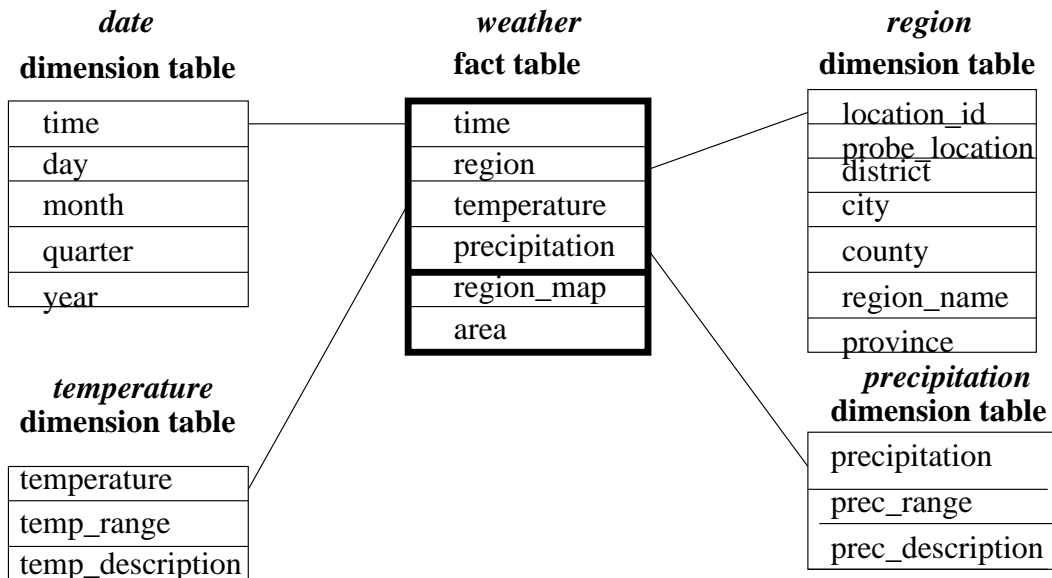 date
dimension table
time
day
month
quarter
year
weather
fact table
time
region
temperature
precipitation
region_map
area
region
dimension table
location_id
probe_location
district
city
county
region_name
province
temperature
dimension table
temperature
temp_range
temp_description
precipitation
dimension table
precipitation
prec_range
prec_description